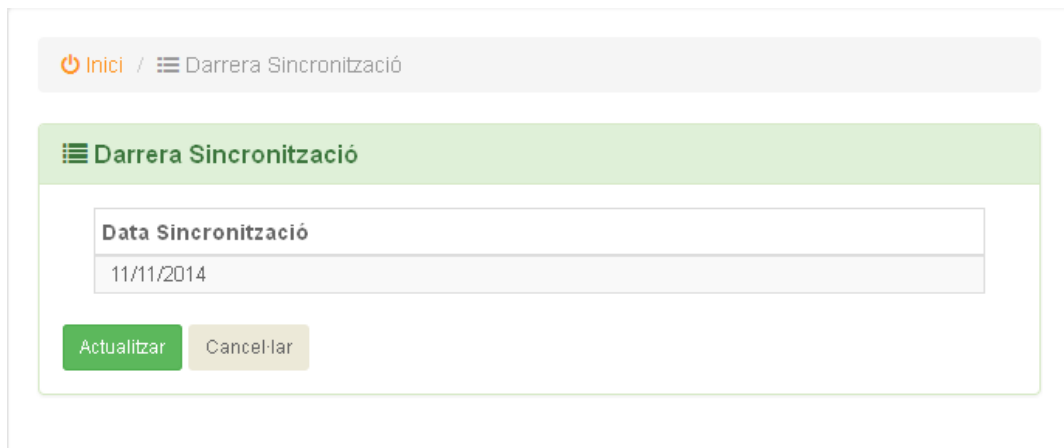 Inici / Darrera Sincronització
Darrera Sincronització
Data Sincronització
11/11/2014
Actualitzar Cancel·lar